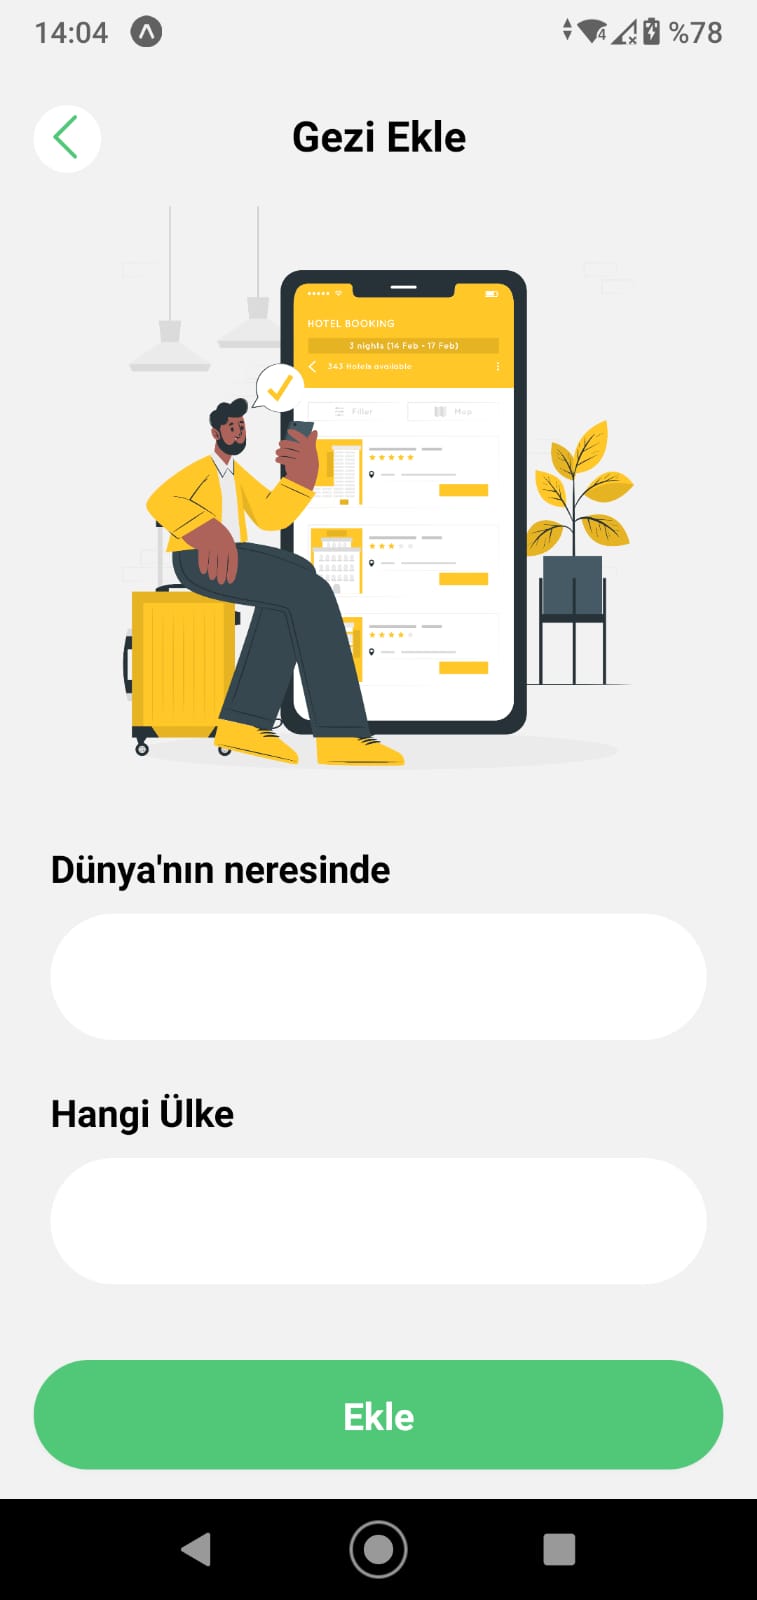 14:04
4 %78
Gezi Ekle
HOTEL BOOKING
3 nights (14 Feb - 17 Feb)
343 Hotels available
Filter Map
Dünya'nın neresinde
Hangi Ülke
Ekle